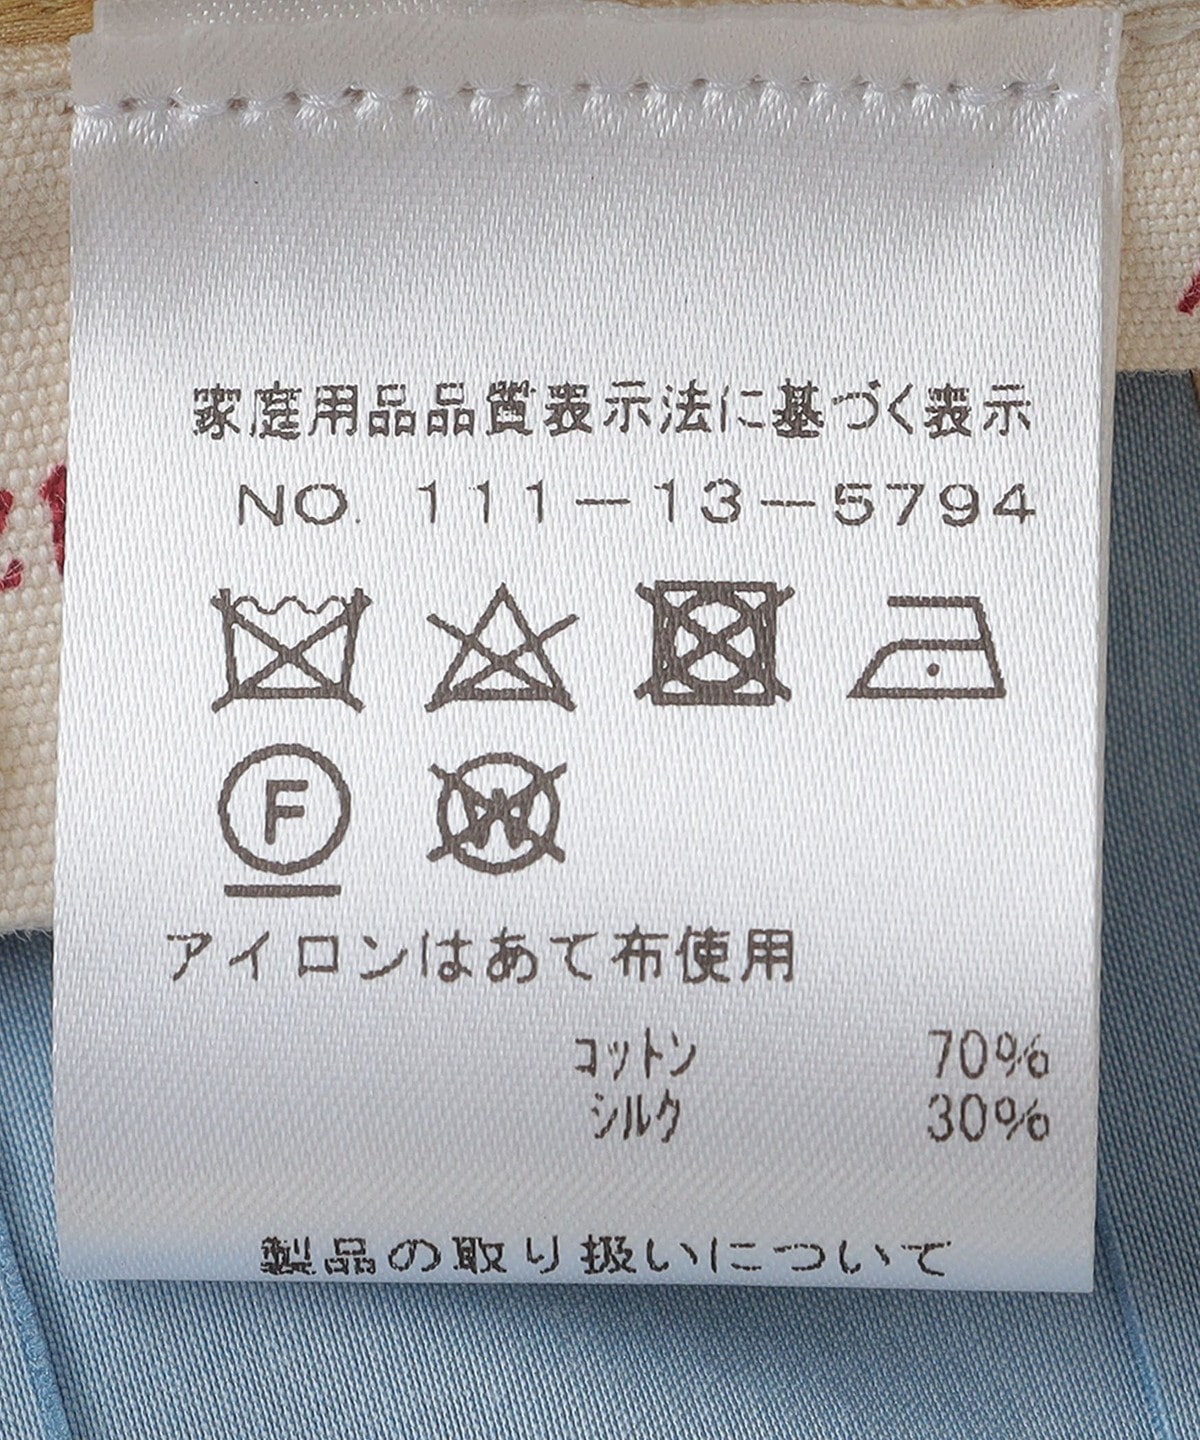 家庭用品品質表示法に基づく表示
NO. 111-13-5794
F
W
アイロンはあて布使用
コットン 70%
シルク 30%
製品の取り扱いについて